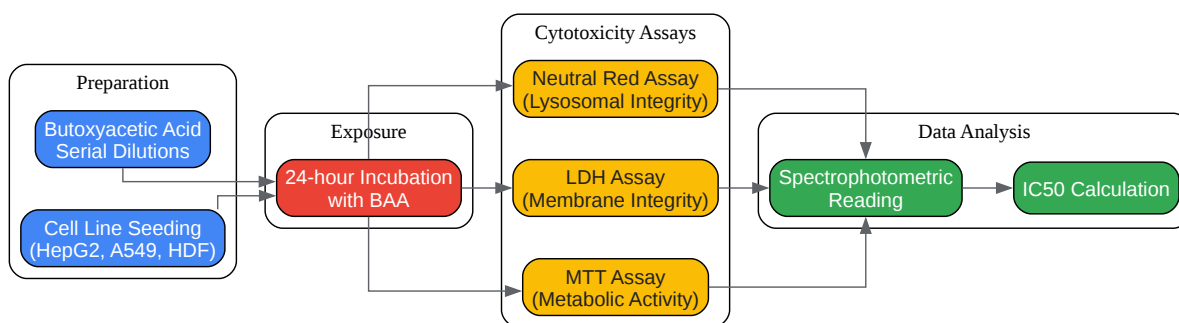 Preparation
Butoxyacetic Acid
Serial Dilutions
Cell Line Seeding
(HepG2, A549, HDF)
Exposure
24-hour Incubation
with BAA
Cytotoxicity Assays
Neutral Red Assay
(Lysosomal Integrity)
LDH Assay
(Membrane Integrity)
MTT Assay
(Metabolic Activity)
Data Analysis
Spectrophotometric
Reading
IC50 Calculation